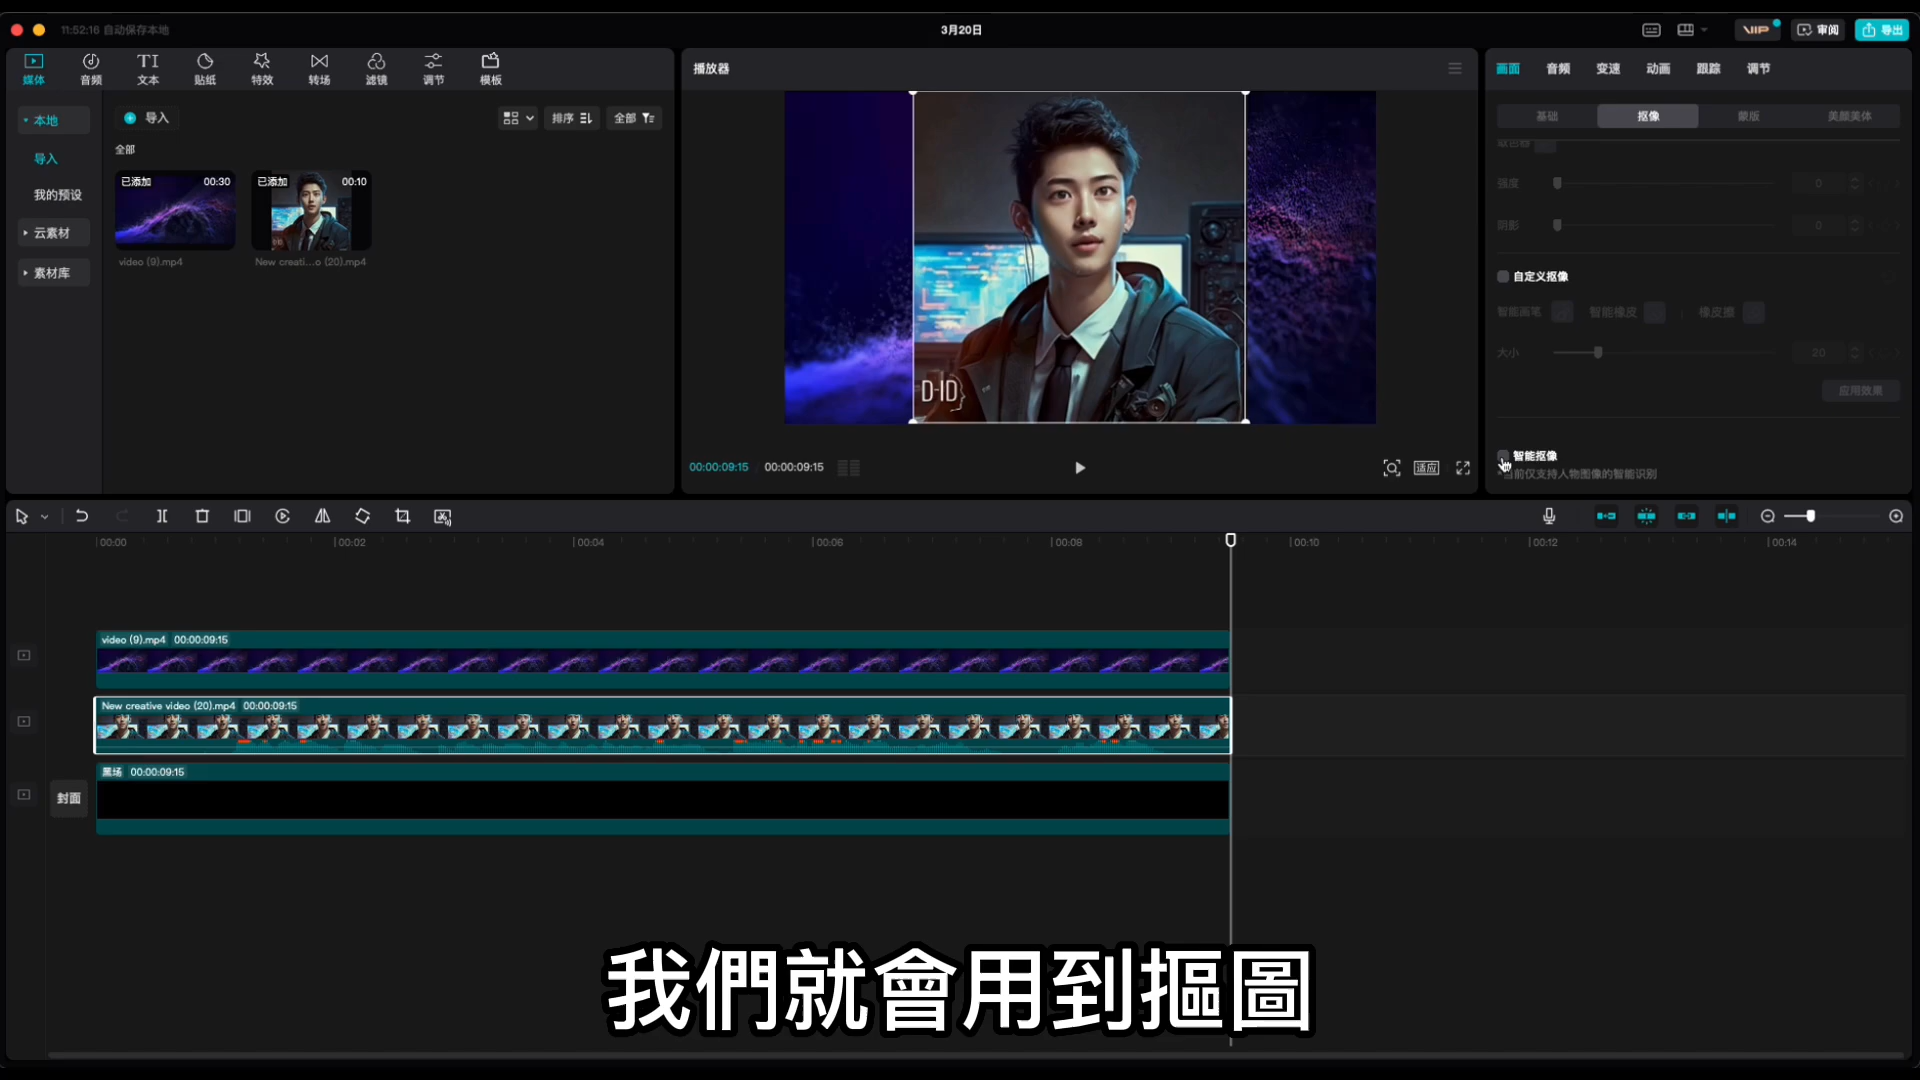 11:52:16 自动保存本地
3月20日
VIP
审阅
导出
媒体
音频
TI
文本
贴纸
特效
转场
滤镜
调节
模板
本地
导入
我的预设
云素材
素材库
导入
排序
全部
全部
已添加
00:30
video (9).mp4
已添加
00:10
New creati...o (20).mp4
播放器
D-ID
00:00:09:15
00:00:09:15
适应
画面
音频
变速
动画
跟踪
调节
基础
抠像
蒙版
美颜美体
取色器
强度
0
阴影
0
自定义抠像
智能画笔
智能橡皮
橡皮擦
大小
20
应用效果
智能抠像
当前仅支持人物图像的智能识别
00:00
00:02
00:04
00:06
00:08
00:10
00:12
00:14
video (9).mp4 00:00:09:15
New creative video (20).mp4 00:00:09:15
黑场 00:00:09:15
封面
我們就會用到摳圖